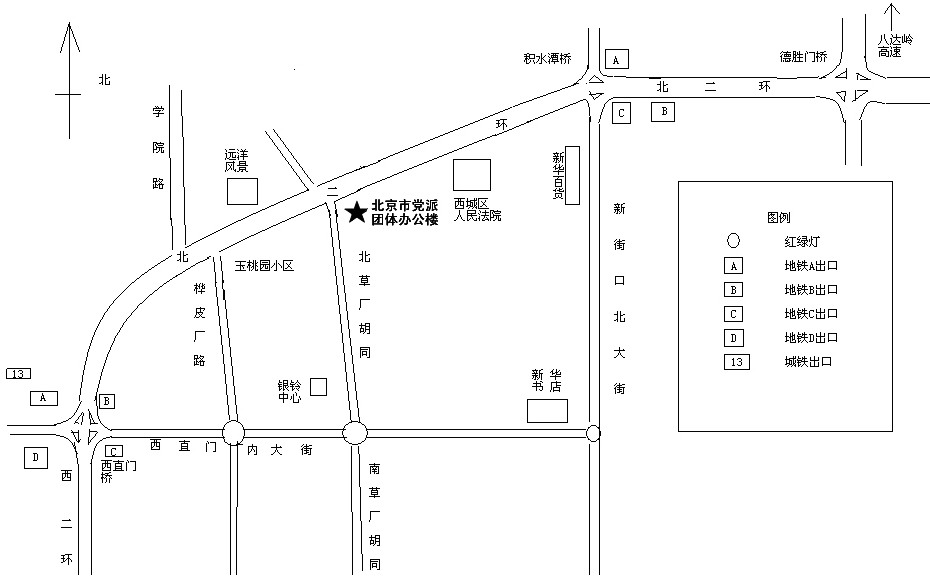 八达岭
高速
积水潭桥
A
德胜门桥
北
北二环
C
B
学院路
环
远洋
风景
新华百货
西城区
人民法院
二
北京市党派
团体办公楼
新街口北大街
图例
红绿灯
A
地铁A出口
B
地铁B出口
C
地铁C出口
D
地铁D出口
13
城铁出口
北
玉桃园小区
北草厂胡同
桦皮厂路
13
A
B
银铃
中心
新华
书店
D
C
西直门
桥
西直门内大街
西二环
南草厂胡同